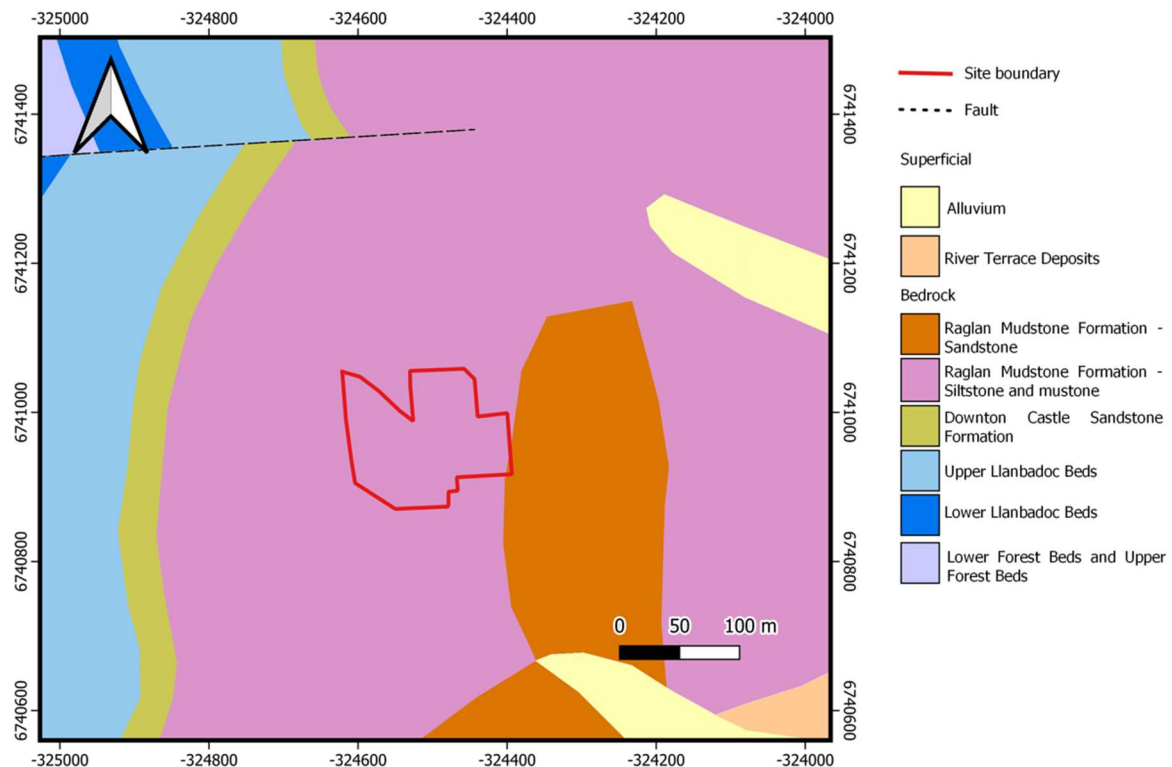 -325000 -324800 -324600 -324400 -324200 -324000
6741400
6741200
6741000
6740800
6740600
6741400
6741200
6741000
6740800
6740600
0 50 100 m
-325000 -324800 -324600 -324400 -324200 -324000
Site boundary
Fault
Superficial
Alluvium
River Terrace Deposits
Bedrock
Raglan Mudstone Formation -
Sandstone
Raglan Mudstone Formation -
Siltstone and mustone
Downton Castle Sandstone
Formation
Upper Llanbadoc Beds
Lower Llanbadoc Beds
Lower Forest Beds and Upper
Forest Beds